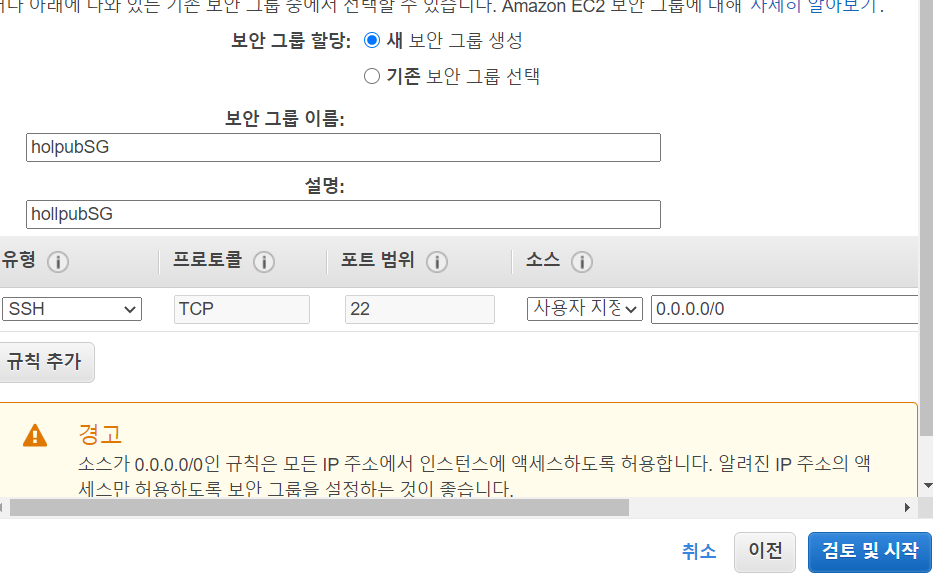 거나 아래에 나와 있는 기존 보안 그룹 중에서 선택할 수 있습니다. Amazon EC2 보안 그룹에 대해 자세히 알아보기.
보안 그룹 할당: 새 보안 그룹 생성
기존 보안 그룹 선택
보안 그룹 이름:
holpubSG
설명:
hollpubSG
유형 프로토콜 포트 범위 소스
SSH TCP 22 사용자 지정 0.0.0.0/0
규칙 추가
경고
소스가 0.0.0.0/0인 규칙은 모든 IP 주소에서 인스턴스에 액세스하도록 허용합니다. 알려진 IP 주소의 액
세스만 허용하도록 보안 그룹을 설정하는 것이 좋습니다.
취소 이전 검토 및 시작